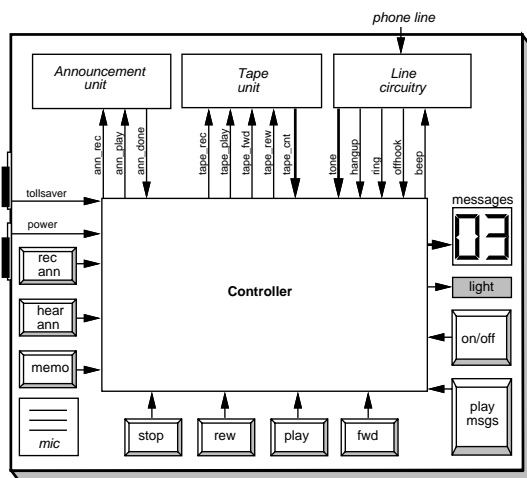 phone line
Announcement
unit
Tape
unit
Line
circuitry
ann_rec
ann_play
ann_done
tape_rec
tape_play
tape_fwd
tape_rew
tape_cnt
tone
hangup
ring
offhook
beep
tollsaver
power
messages
03
rec
ann
Controller
light
hear
ann
on/off
memo
play
msgs
mic
stop
rew
play
fwd